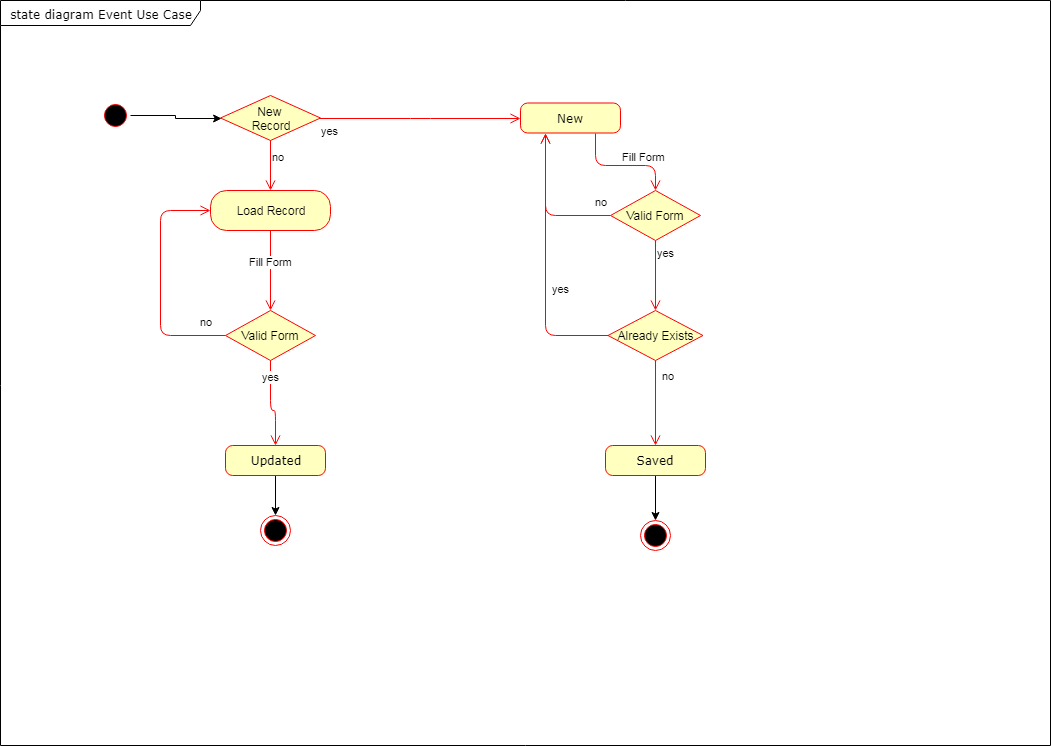 state diagram Event Use Case
New
Record
yes
New
no
Fill Form
Load Record
no
Valid Form
Fill Form
yes
yes
no
Valid Form
Already Exists
yes
no
Updated
Saved